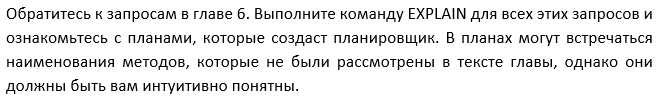 Обратитесь к запросам в главе 6. Выполните команду EXPLAIN для всех этих запросов и
ознакомьтесь с планами, которые создаст планировщик. В планах могут встречаться
наименования методов, которые не были рассмотрены в тексте главы, однако они
должны быть вам интуитивно понятны.